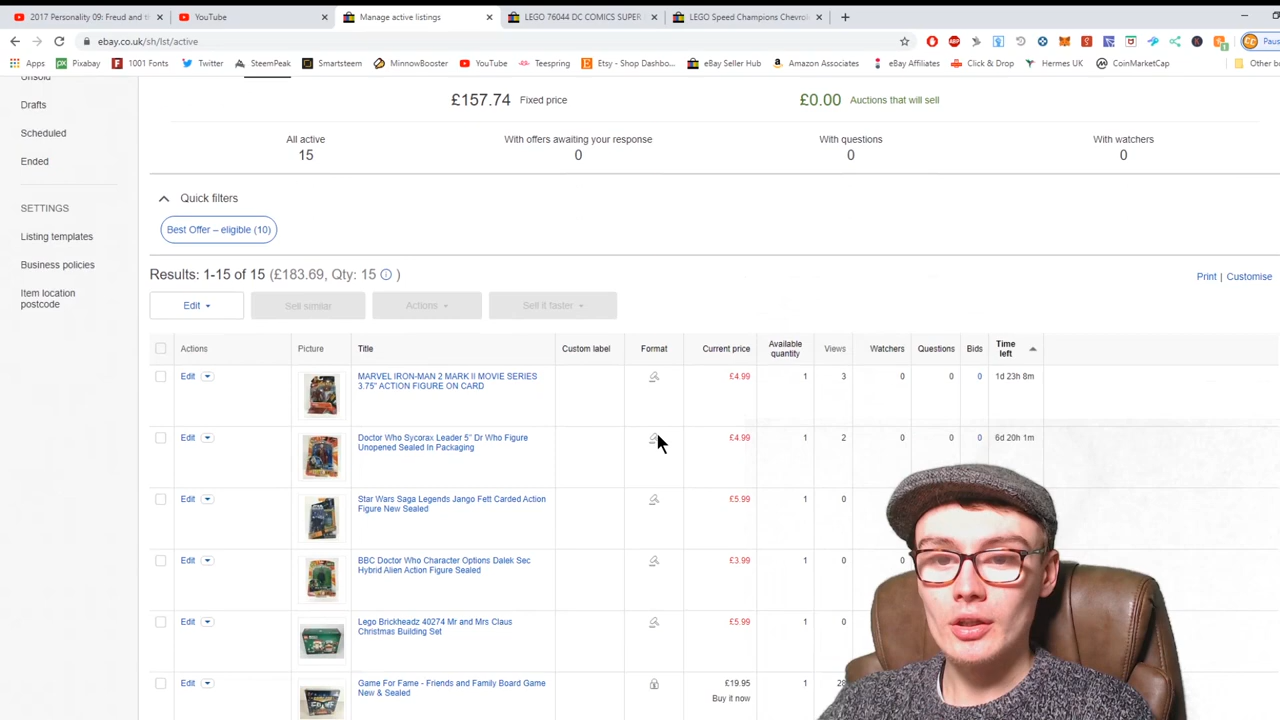 2017 Personality 09: Freud and th
YouTube
Manage active listings
LEGO 76044 DC COMICS SUPER
LEGO Speed Champions Chevrol
ebay.co.uk/sh/lst/active
Paus
Apps
Pixabay
1001 Fonts
Twitter
SteemPeak
Smartsteem
MinnowBooster
YouTube
Teespring
Etsy - Shop Dashbo...
eBay Seller Hub
Amazon Associates
eBay Affiliates
Click & Drop
Hermes UK
CoinMarketCap
Other bo
Unsold
Drafts
Scheduled
Ended
SETTINGS
Listing templates
Business policies
Item location
postcode
£157.74 Fixed price
£0.00 Auctions that will sell
All active
15
With offers awaiting your response
0
With questions
0
With watchers
0
Quick filters
Best Offer – eligible (10)
Results: 1-15 of 15 (£183.69, Qty: 15 )
Print | Customise
Edit
Sell similar
Actions
Sell it faster
Actions Picture Title Custom label Format Current price Available quantity Views Watchers Questions Bids Time left
Edit MARVEL IRON-MAN 2 MARK II MOVIE SERIES £4.99 1 3 0 0 0 1d 23h 8m
3.75" ACTION FIGURE ON CARD
Edit Doctor Who Sycorax Leader 5" Dr Who Figure £4.99 1 2 0 0 0 6d 20h 1m
Unopened Sealed In Packaging
Edit Star Wars Saga Legends Jango Fett Carded Action £5.99 1 0
Figure New Sealed
Edit BBC Doctor Who Character Options Dalek Sec £3.99 1 0 0
Hybrid Alien Action Figure Sealed
Edit Lego Brickheadz 40274 Mr and Mrs Claus £5.99 1 0
Christmas Building Set
Edit Game For Fame - Friends and Family Board Game £19.95 1
New & Sealed Buy it now